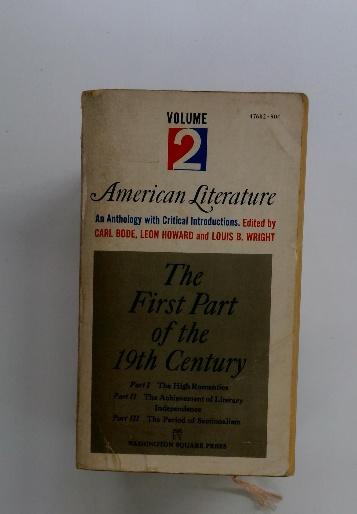 VOLUME
47682·90¢
2
American Literature
An Anthology with Critical Introductions. Edited by
CARL BODE, LEON HOWARD and LOUIS B. WRIGHT
The
First Part
of the
19th Century
Part I The High Romantics
Part II The Achievement of Literary
Independence
Part III The Period of Sectionalism
WASHINGTON SQUARE PRESS